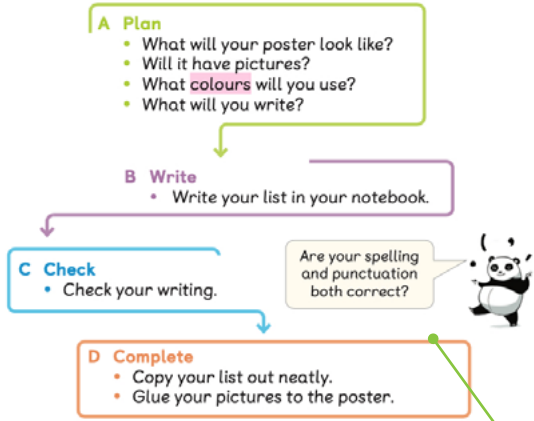 A Plan
• What will your poster look like?
• Will it have pictures?
• What colours will you use?
• What will you write?
B Write
• Write your list in your notebook.
C Check
• Check your writing.
Are your spelling
and punctuation
both correct?
D Complete
• Copy your list out neatly.
• Glue your pictures to the poster.